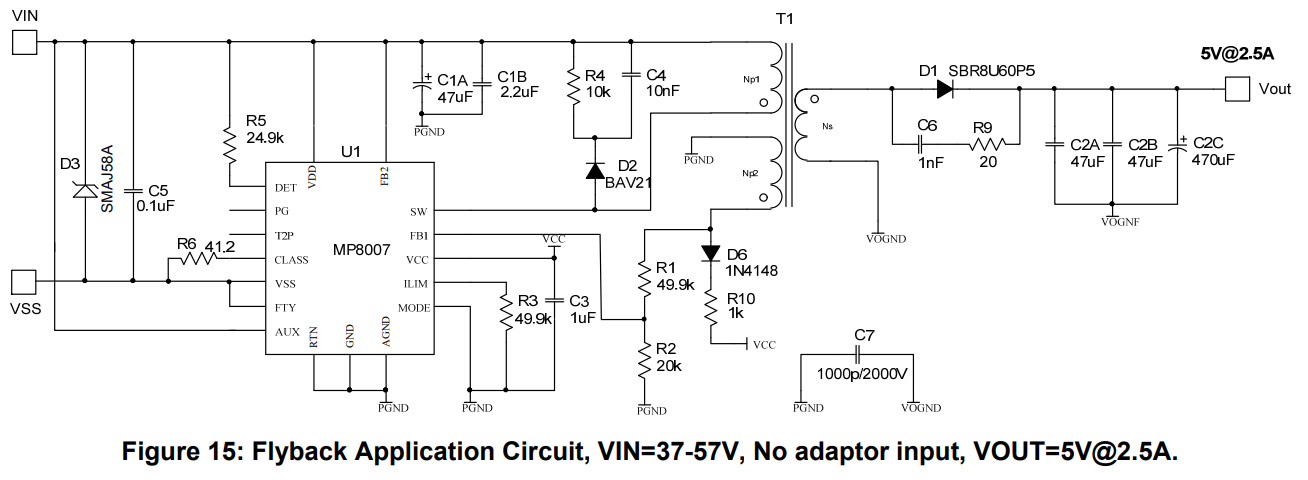 VIN
T1
5V@2.5A
D1 SBR8U60P5
Vout
R4
10k
C4
10nF
C1A
47uF
C1B
2.2uF
PGND
Np1
Ns
C6
1nF
R9
20
C2A
47uF
C2B
47uF
C2C
470uF
R5
24.9k
D3
SMAJ58A
C5
0.1uF
U1
D2
BAV21
PGND
Np2
VOGND
VOGNF
DET
VDD
FB2
PG
SW
T2P
FB1
R6 41.2
CLASS
MP8007
VCC
VCC
VSS
VSS
ILIM
FTY
MODE
AUX
RTN
GND
AGND
R3
49.9k
C3
1uF
R1
49.9k
D6
1N4148
R10
1k
VCC
R2
20k
C7
1000p/2000V
PGND
PGND
PGND
PGND
VOGND
Figure 15: Flyback Application Circuit, VIN=37-57V, No adaptor input, VOUT=5V@2.5A.